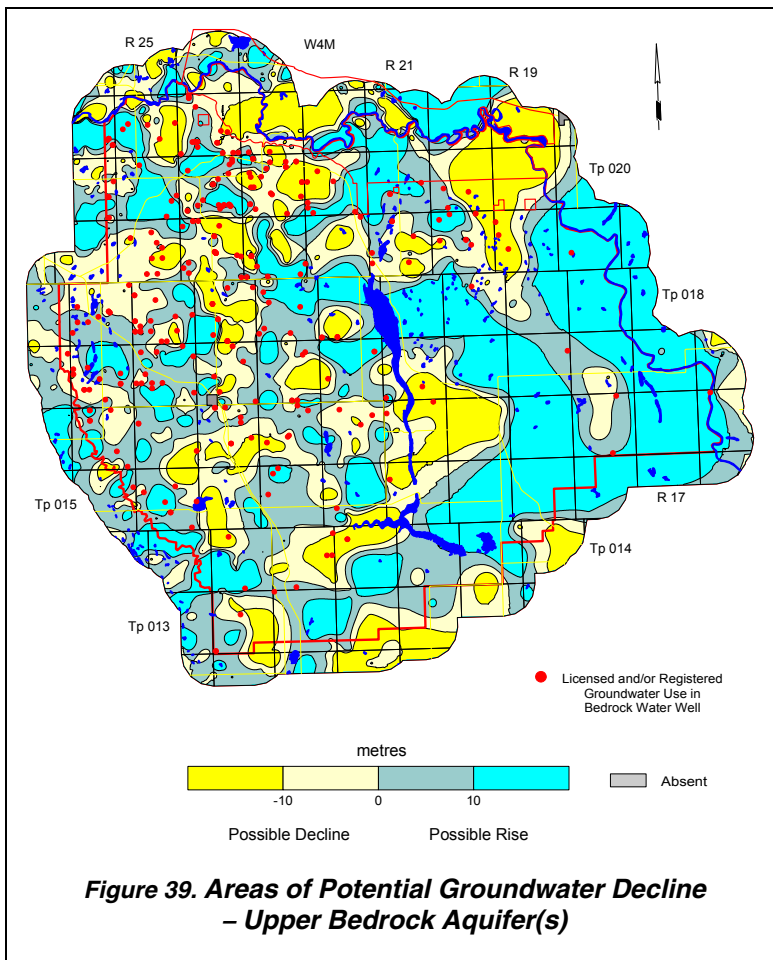 R 25
W4M
R 21
R 19
Tp 020
Tp 018
Tp 015
R 17
Tp 014
Tp 013
Licensed and/or Registered
Groundwater Use in
Bedrock Water Well
metres
-10 0 10
Absent
Possible Decline Possible Rise
Figure 39. Areas of Potential Groundwater Decline
– Upper Bedrock Aquifer(s)